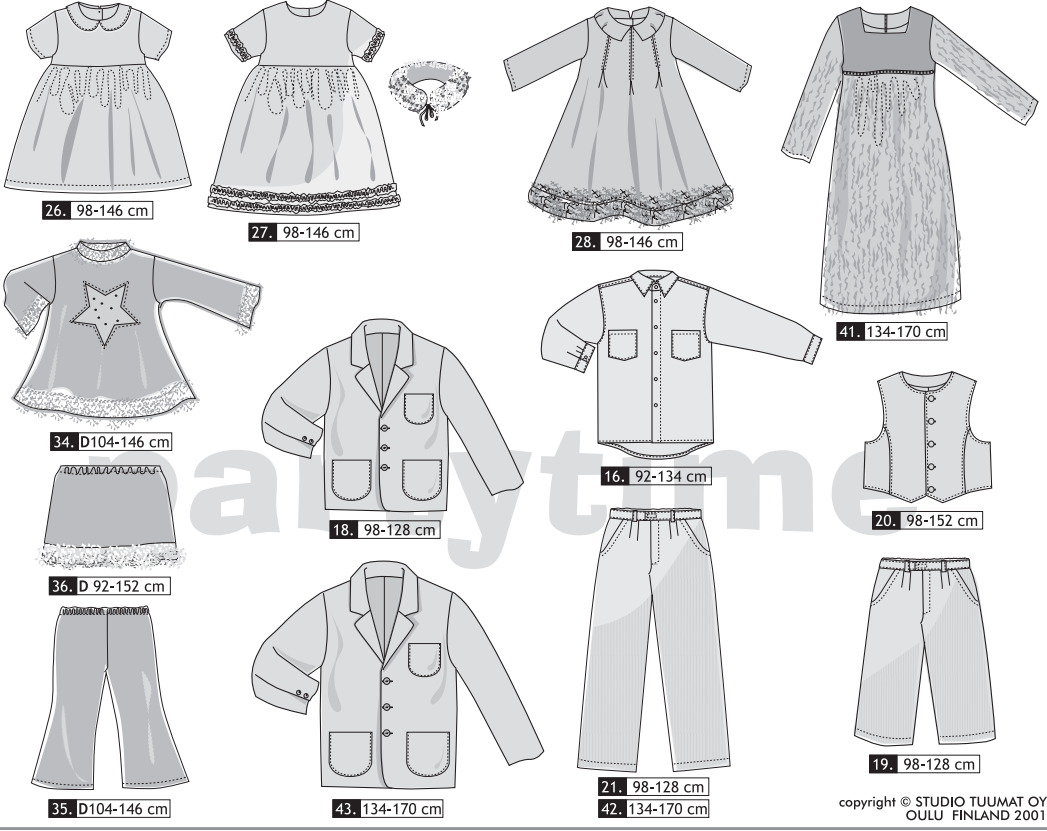 26. 98-146 cm
27. 98-146 cm
28. 98-146 cm
41. 134-170 cm
34. D104-146 cm
partytime
16. 92-134 cm
18. 98-128 cm
20. 98-152 cm
36. D 92-152 cm
35. D104-146 cm
43. 134-170 cm
21. 98-128 cm
42. 134-170 cm
19. 98-128 cm
copyright © STUDIO TUUMAT OY
OULU FINLAND 2001